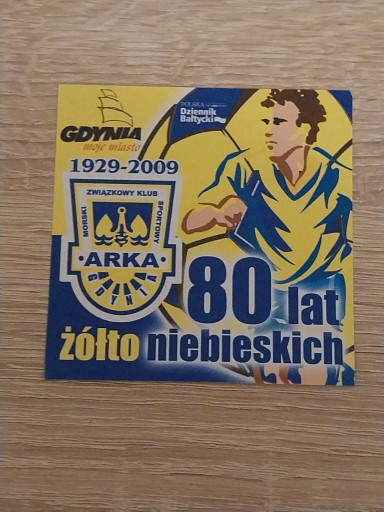 GDYNIA
moje miasto
POLSKA
Dziennik
Bałtycki
1929-2009
ZWIĄZKOWY KLUB
MORSKI
SPORTOWY
ARKA
GDYNIA
80 lat
żółto niebieskich